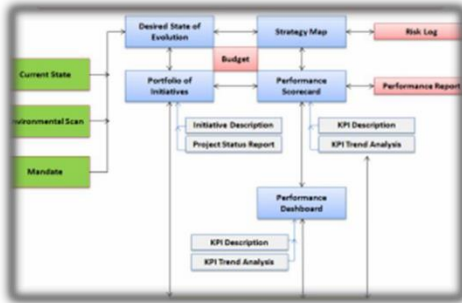 Desired State of
Evolution
Strategy Map
Risk Log
Budget
Current State
Portfolio of
Initiatives
Performance
Scorecard
Performance Report
Initiative Description
Project Status Report
KPI Description
KPI Trend Analysis
nvironmental Scan
Mandate
Performance
Dashboard
KPI Description
KPI Trend Analysis